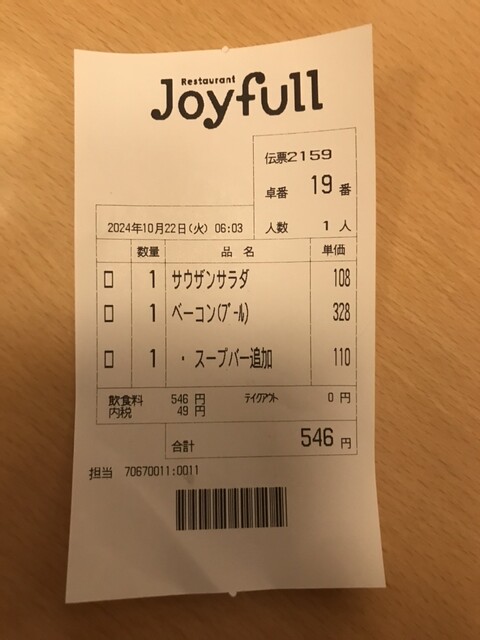 Restaurant
Joyfull
伝票2159
卓番 19 番
2024年10月22日(火) 06:03
人数 1 人
数量 品名 単価
□ 1 サウザンサラダ 108
□ 1 ベーコン(プール) 328
□ 1 ・スープバー追加 110
飲食料 546 円 テイクアウト 0 円
内税 49 円
合計 546 円
担当 70670011:0011